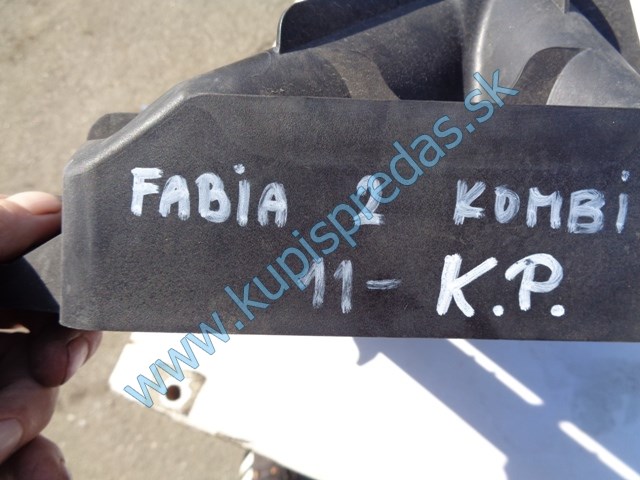 FABiA 2 KOMBi
11- K.P.
www.kupispredas.sk